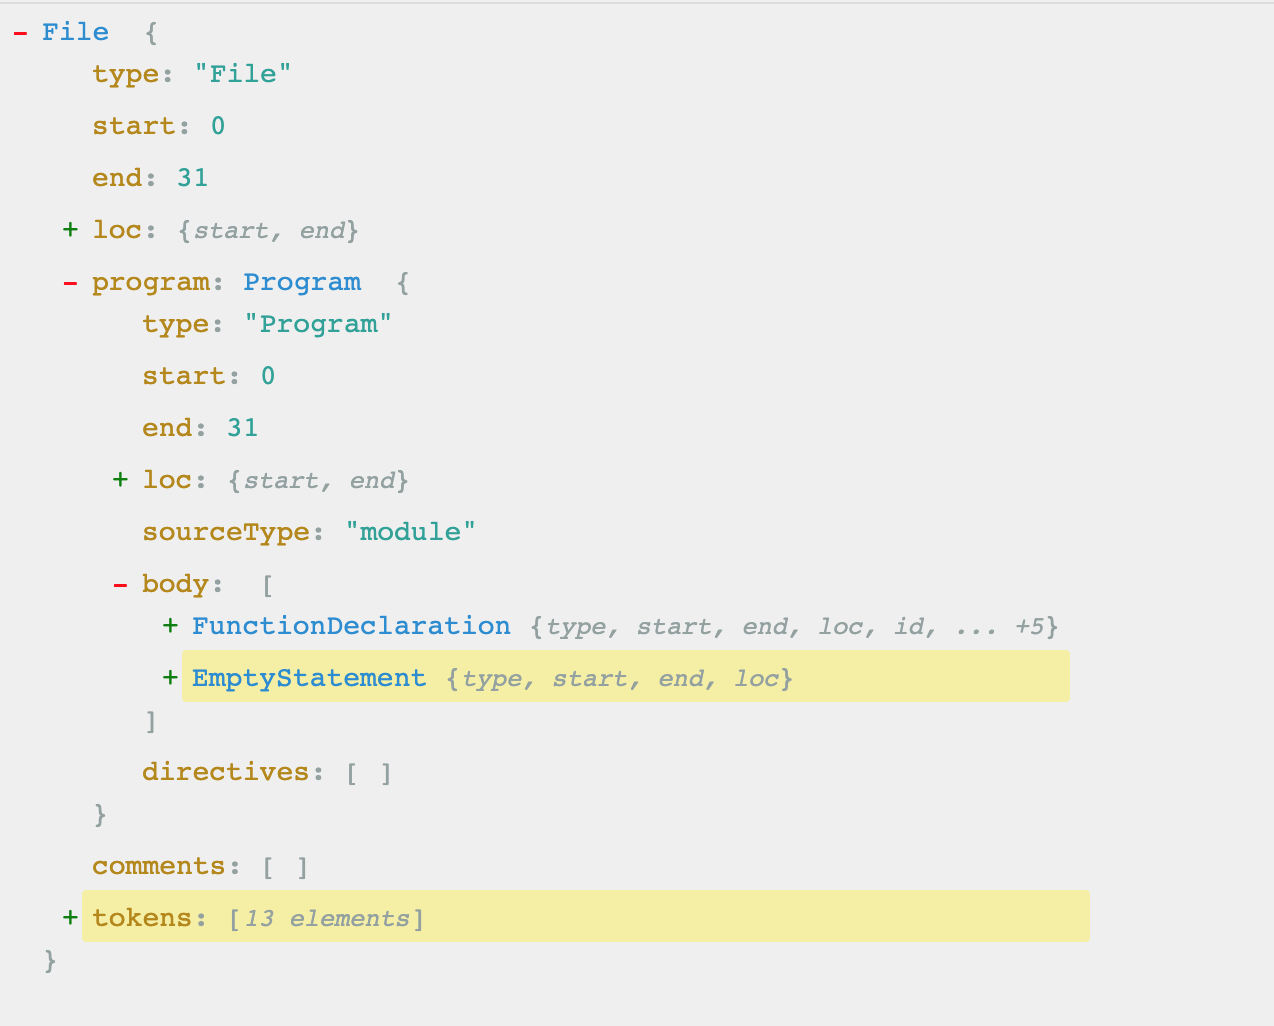 - File {
type: "File"
start: 0
end: 31
+ loc: {start, end}
- program: Program {
type: "Program"
start: 0
end: 31
+ loc: {start, end}
sourceType: "module"
- body: [
+ FunctionDeclaration {type, start, end, loc, id, ... +5}
+ EmptyStatement {type, start, end, loc}
]
directives: [ ]
}
comments: [ ]
+ tokens: [13 elements]
}